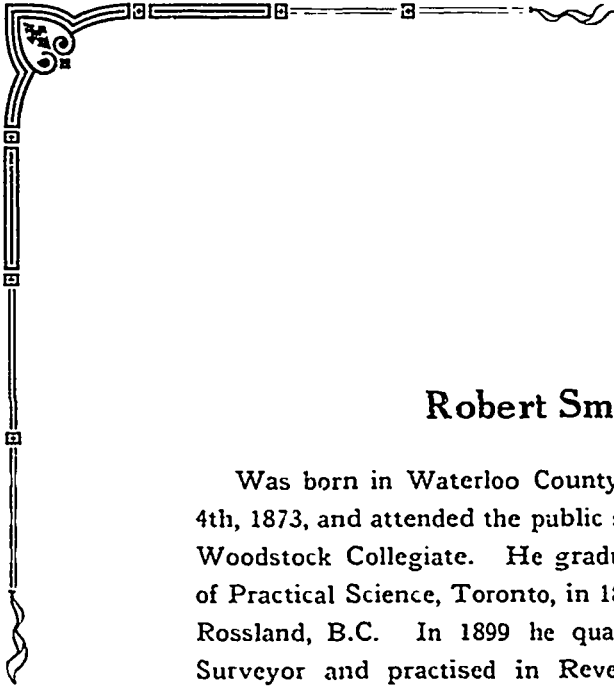 Robert Sm
Was born in Waterloo County
4th, 1873, and attended the public s
Woodstock Collegiate. He gradu
of Practical Science, Toronto, in 18
Rossland, B.C. In 1899 he qua
Surveyor and practised in Reve